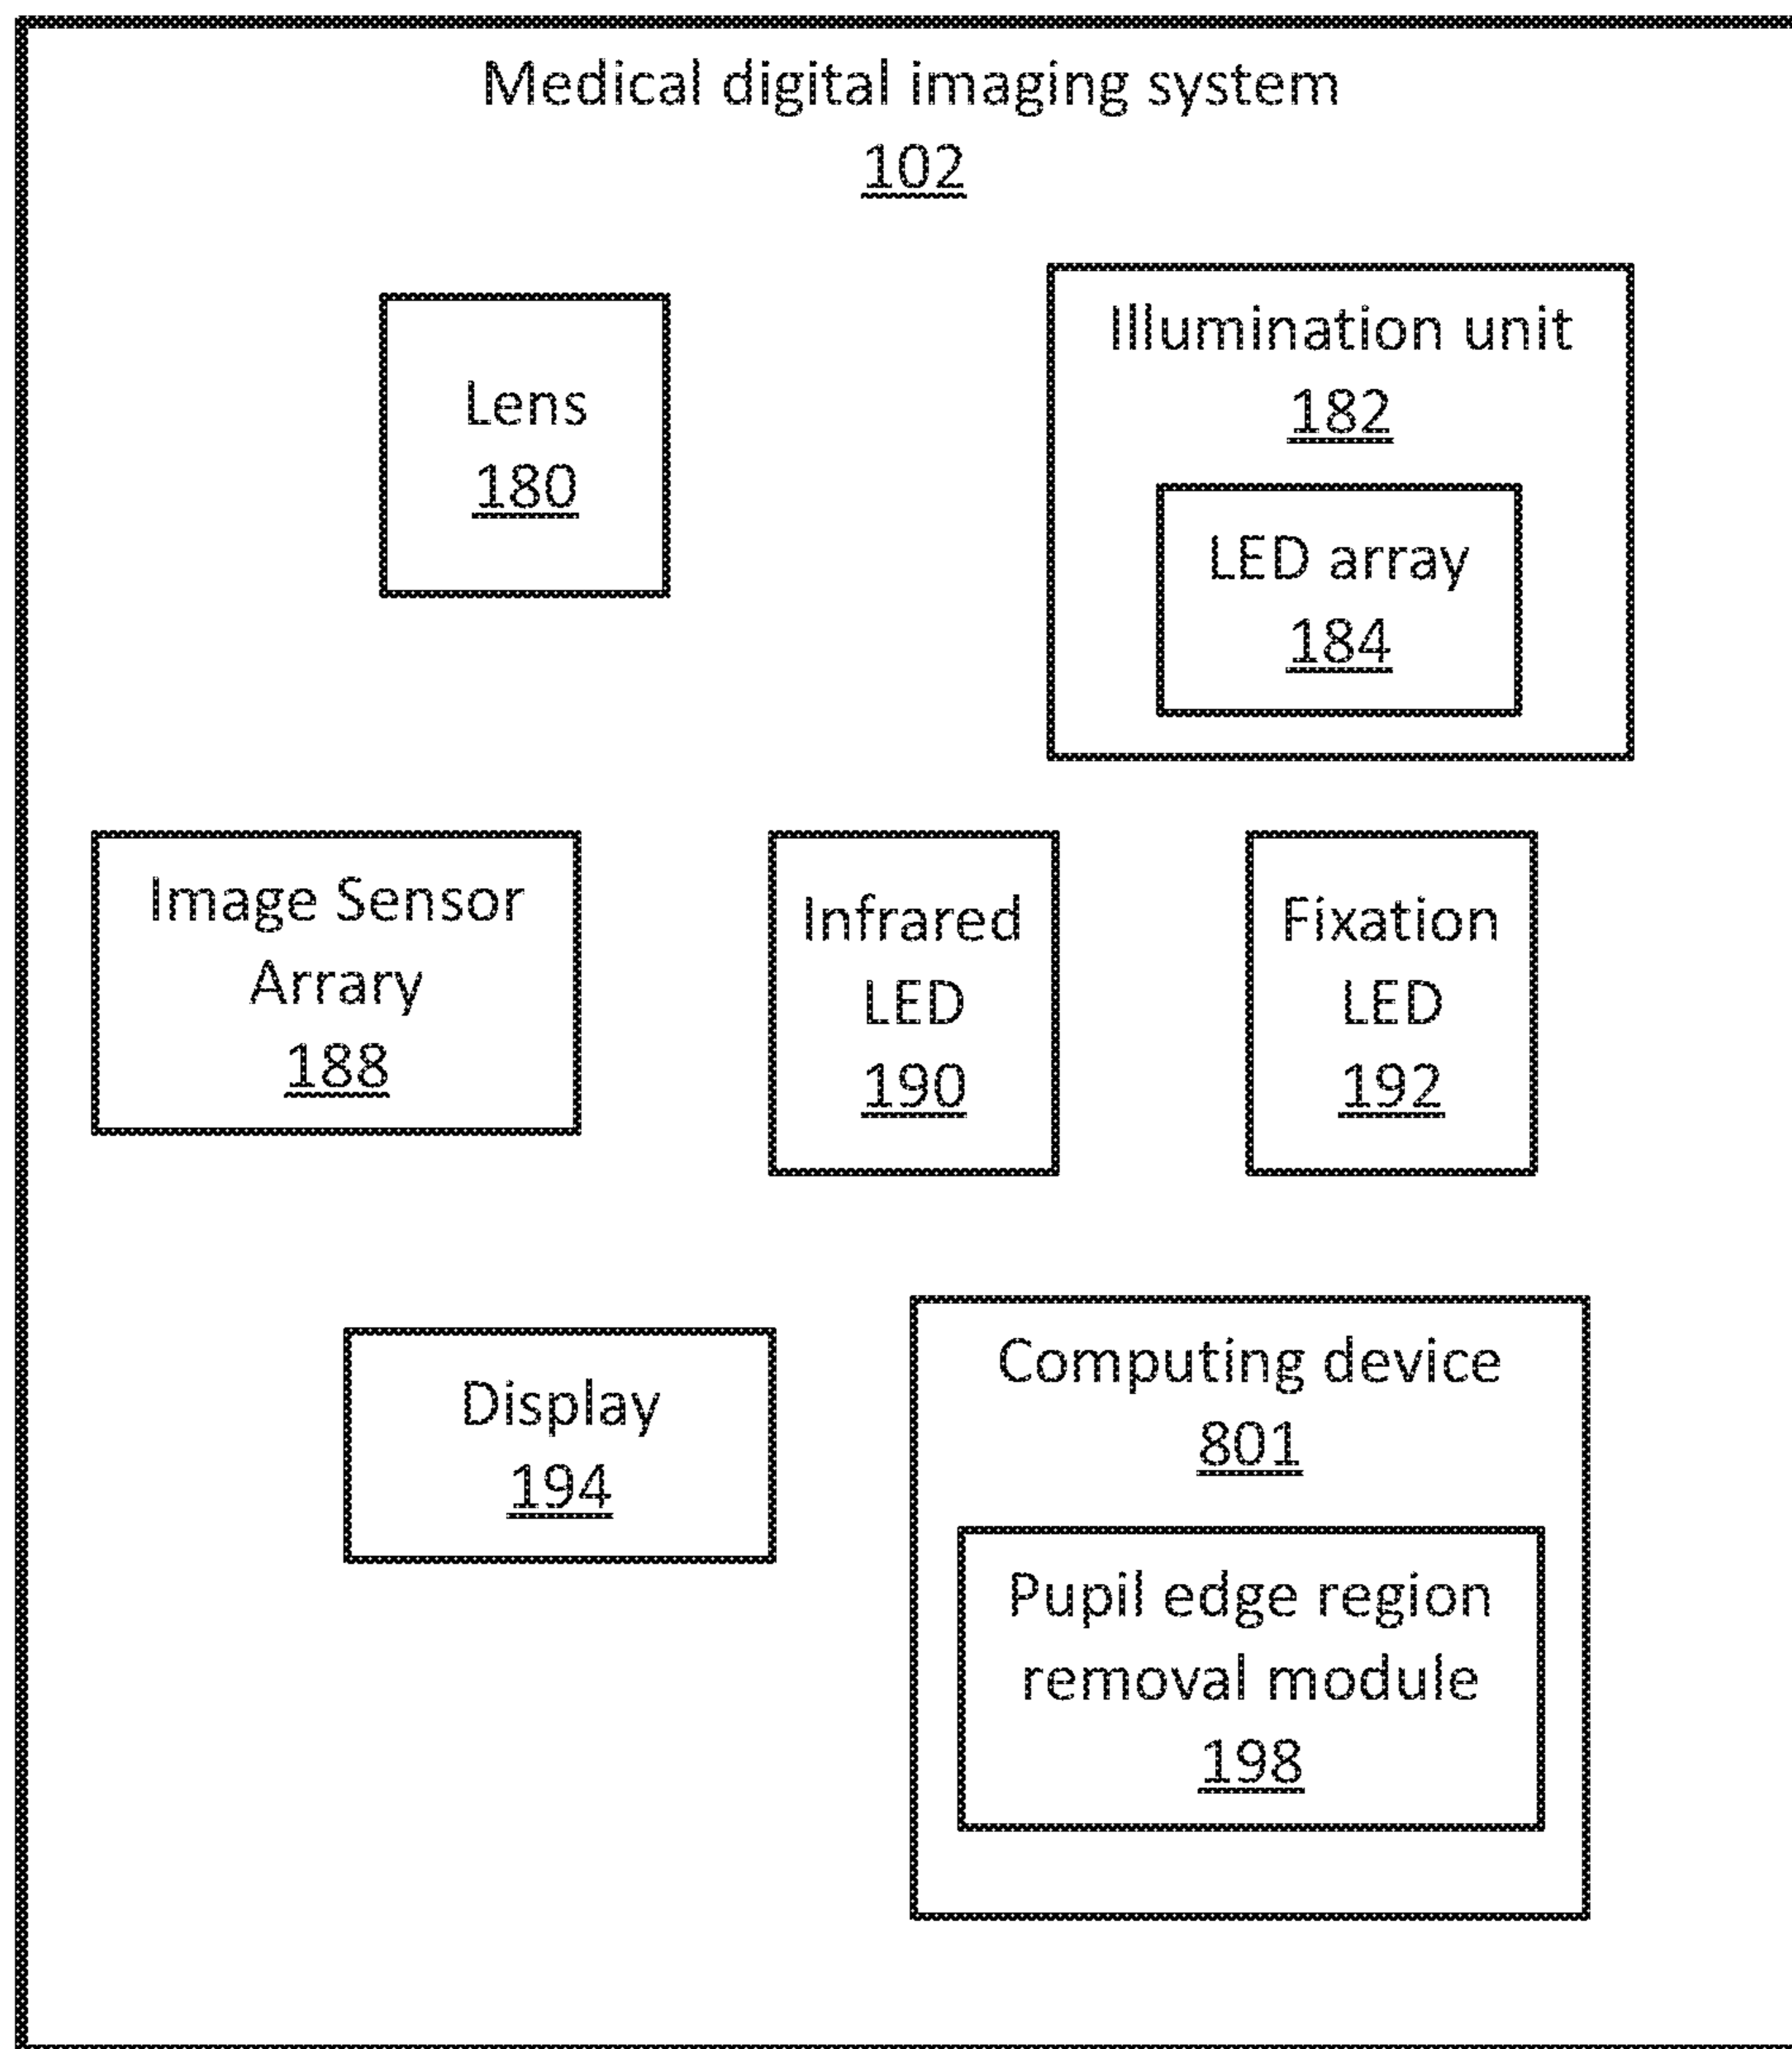 Medical digital imaging system
102
Lens
180
Illumination unit
182
LED array
184
Image Sensor
Arrary
188
Infrared
LED
190
Fixation
LED
192
Display
194
Computing device
801
Pupil edge region
removal module
198